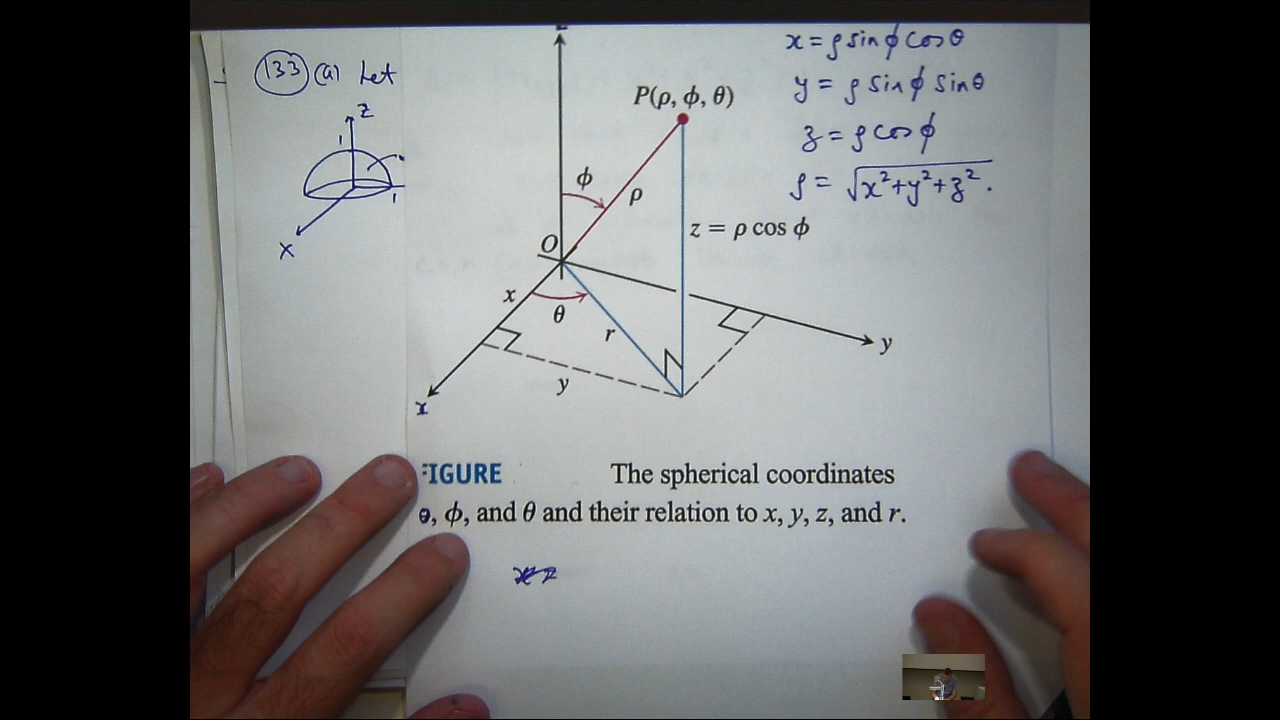 (133) (a) Let
z
1
1
x
x = ρ sin ϕ cos θ
y = ρ sin ϕ sin θ
z = ρ cos ϕ
ρ = √x²+y²+z².
P(ρ, ϕ, θ)
ϕ
ρ
z = ρ cos ϕ
O
x
θ
r
y
y
x
FIGURE The spherical coordinates
ρ, ϕ, and θ and their relation to x, y, z, and r.